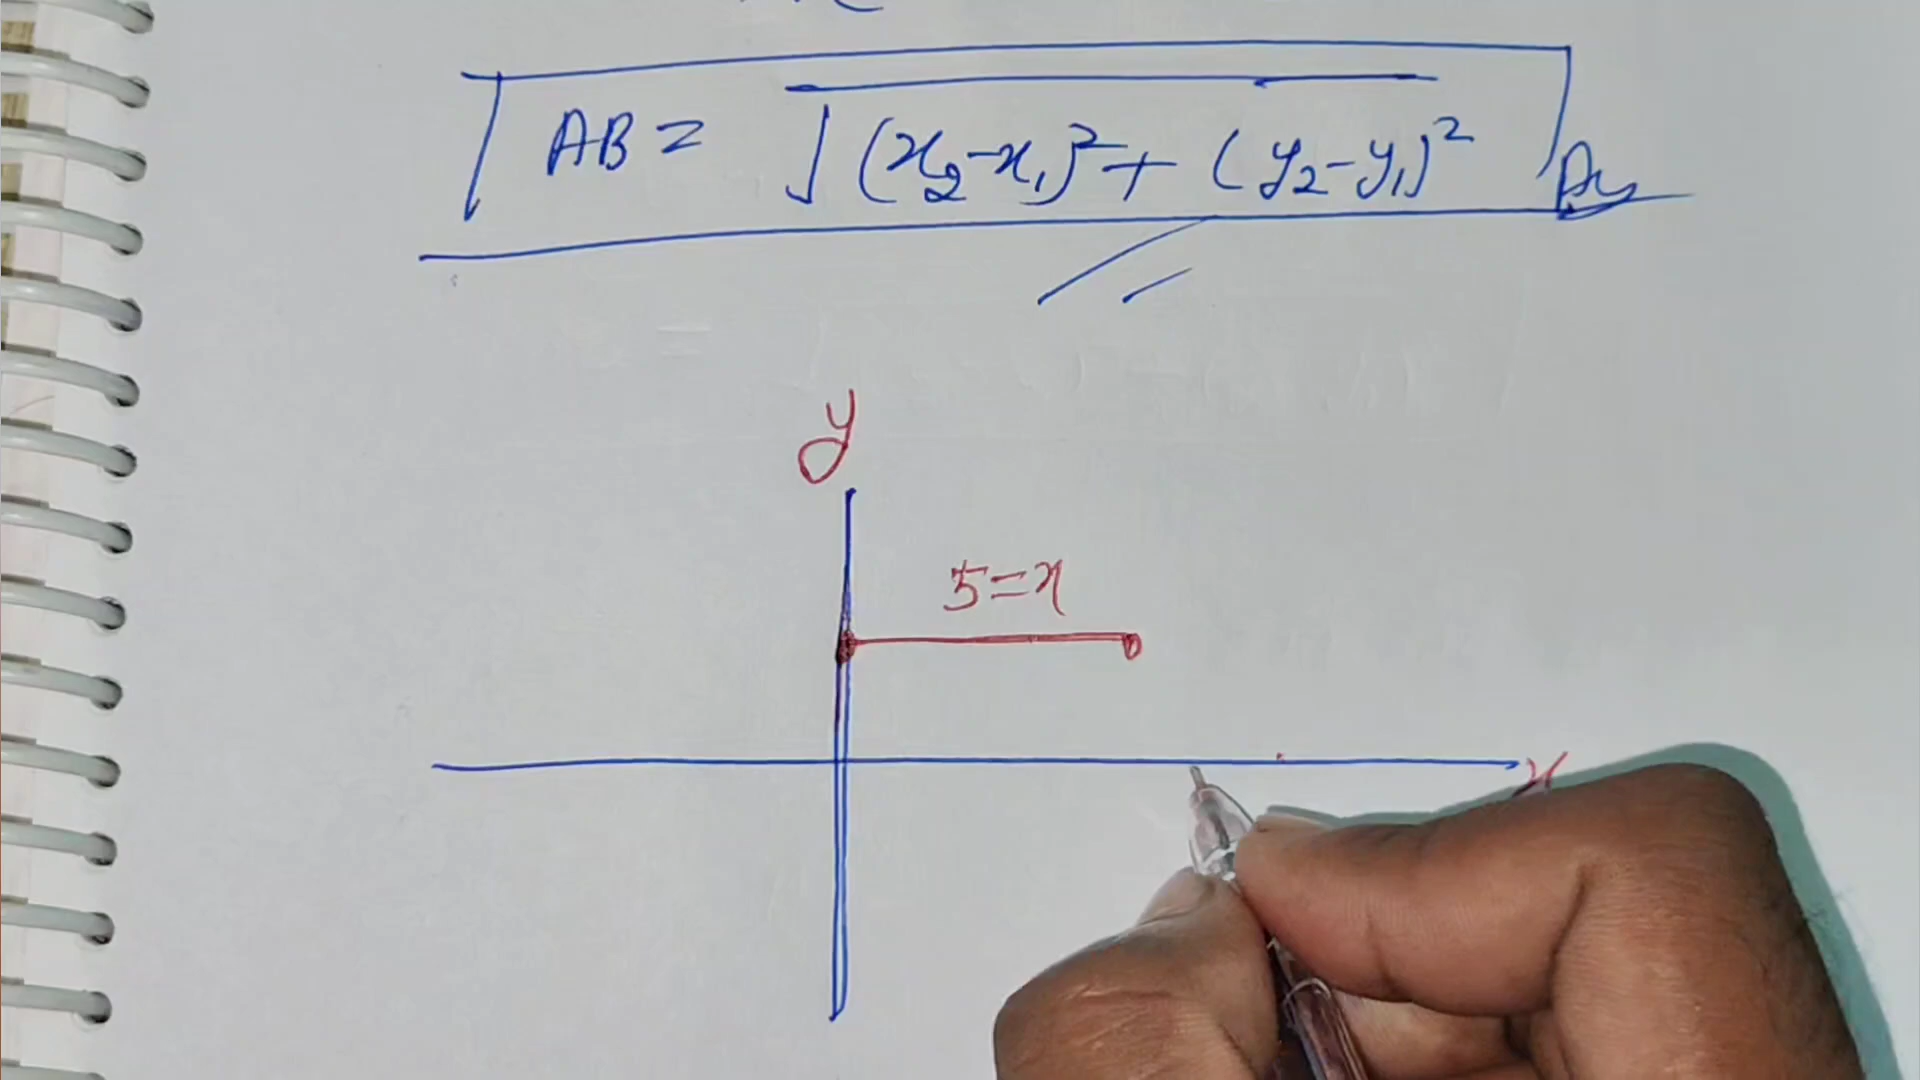 AB = √(x₂-x₁)² + (y₂-y₁)²
y
5=x
x